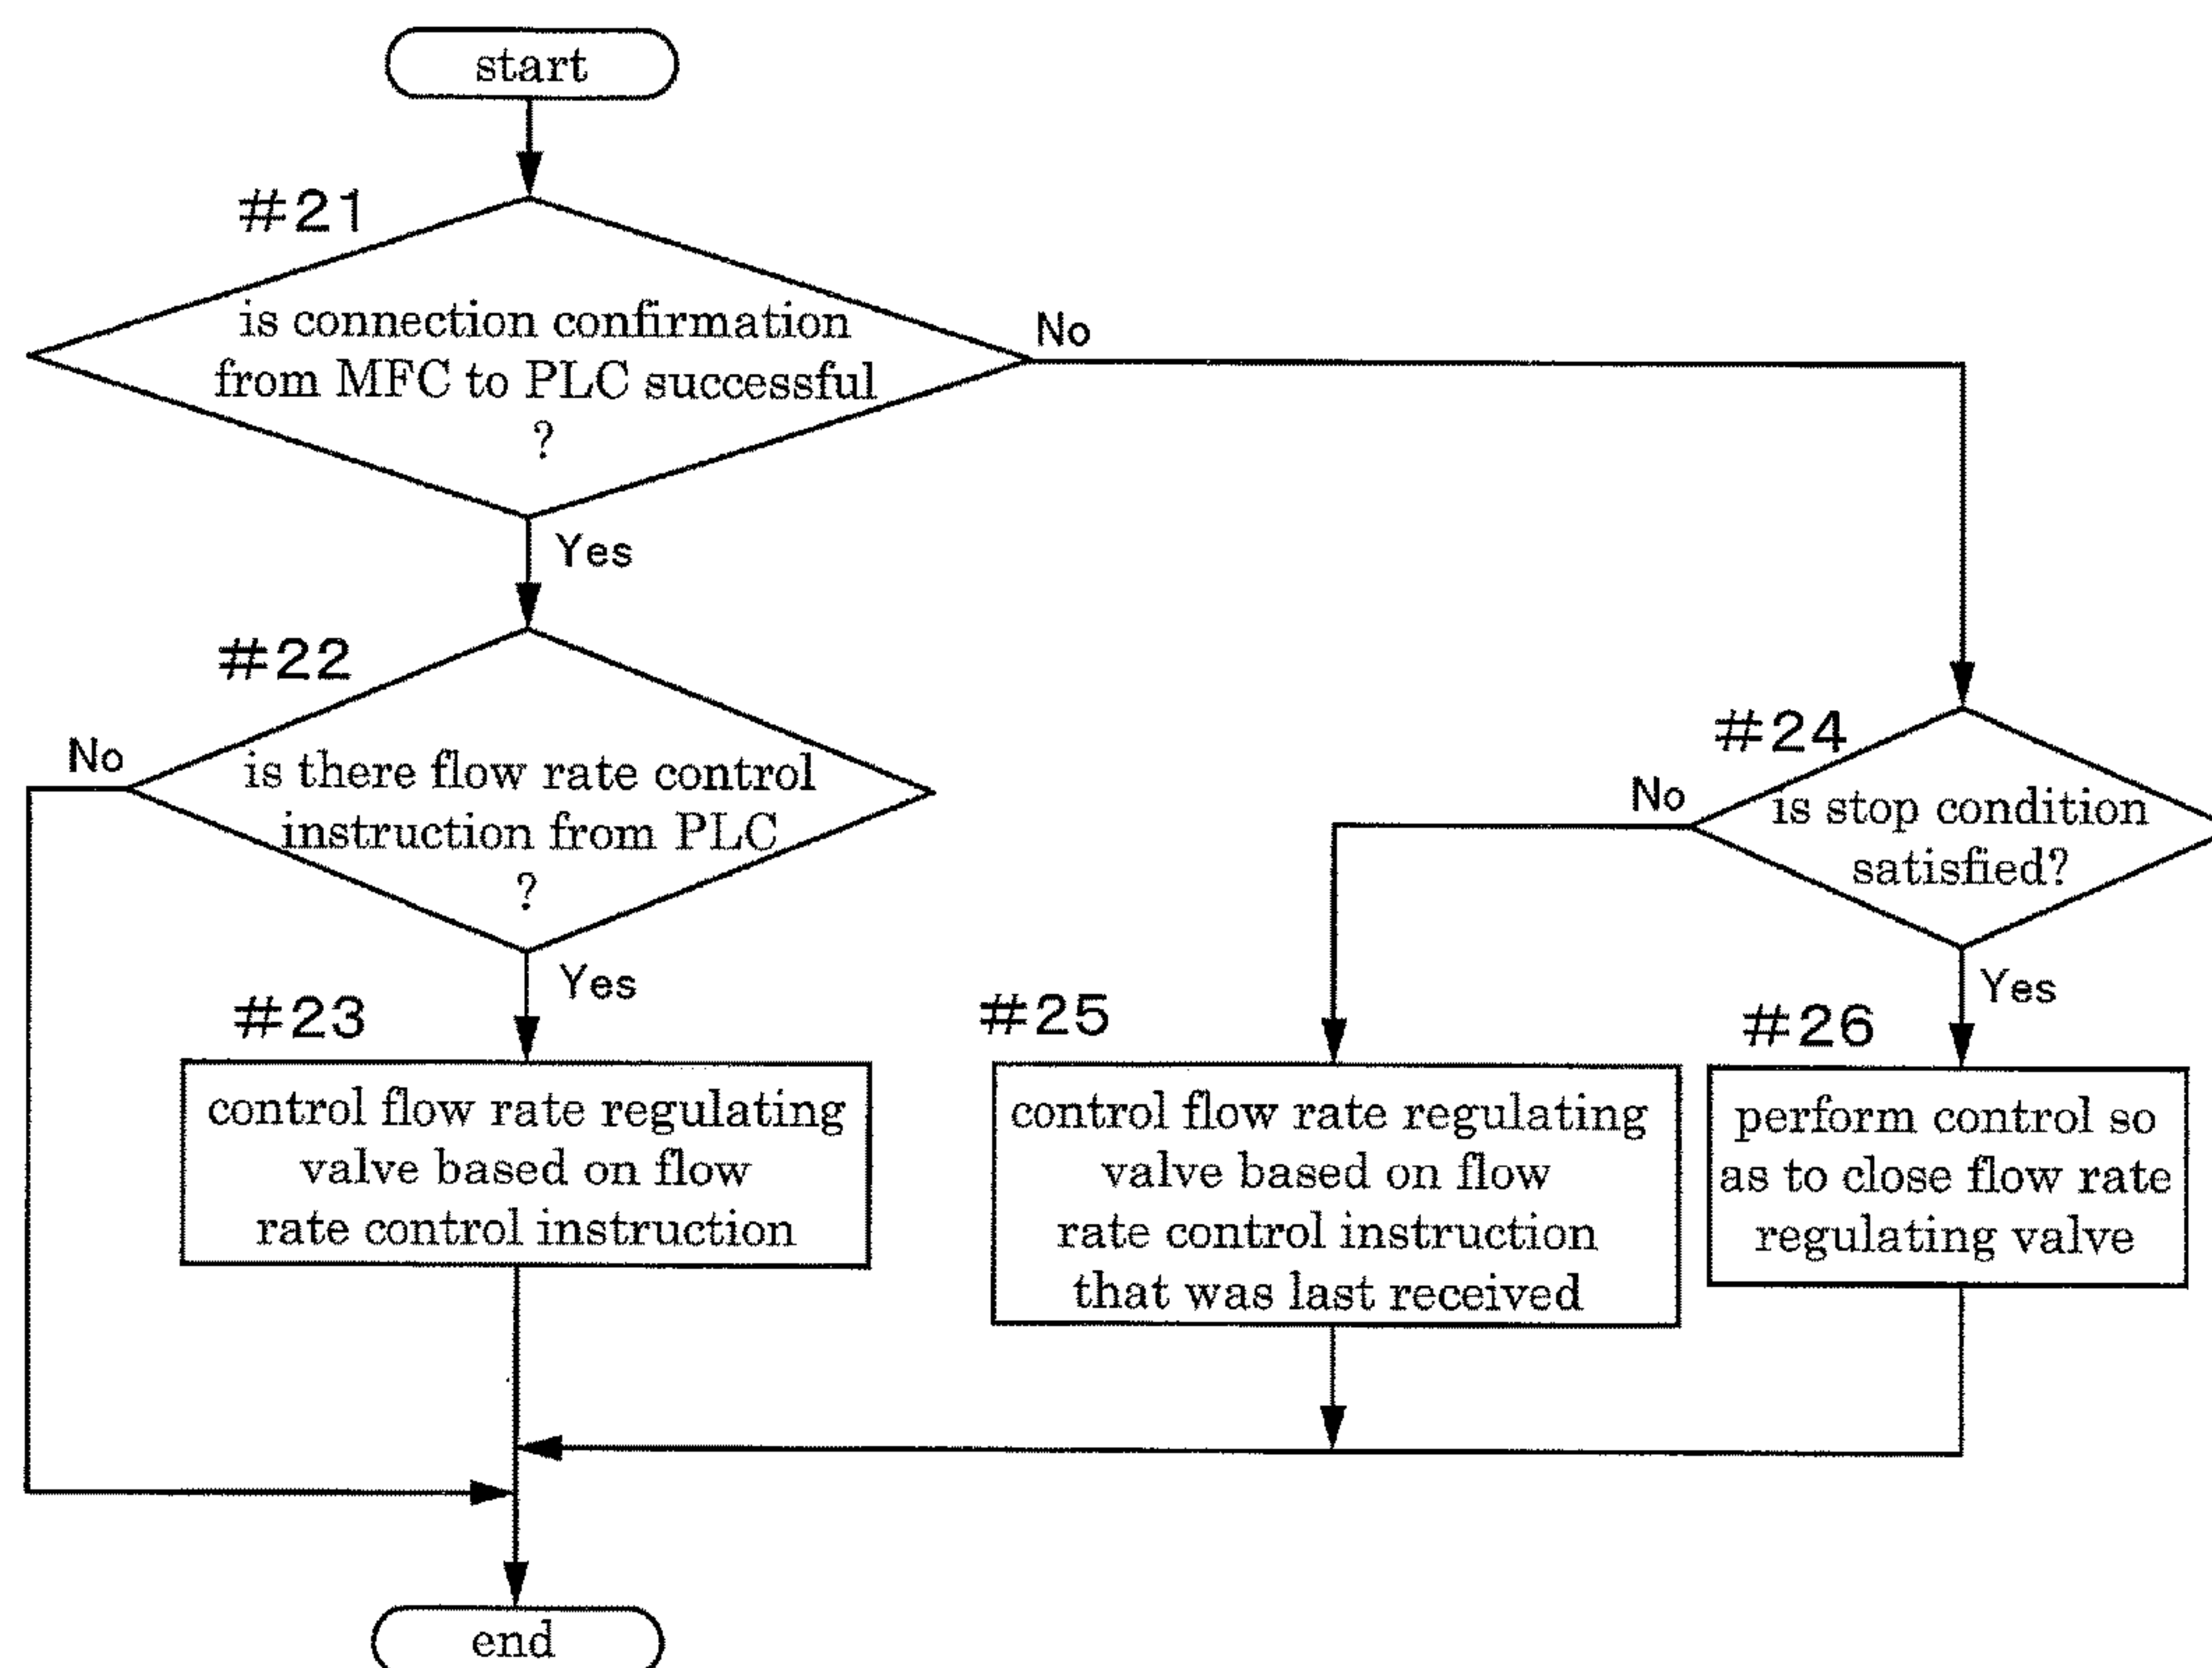 start
#21
is connection confirmation
from MFC to PLC successful
?
No
Yes
#22
No
is there flow rate control
instruction from PLC
?
Yes
#24
No
is stop condition
satisfied?
Yes
#23
control flow rate regulating
valve based on flow
rate control instruction
#25
control flow rate regulating
valve based on flow
rate control instruction
that was last received
#26
perform control so
as to close flow rate
regulating valve
end